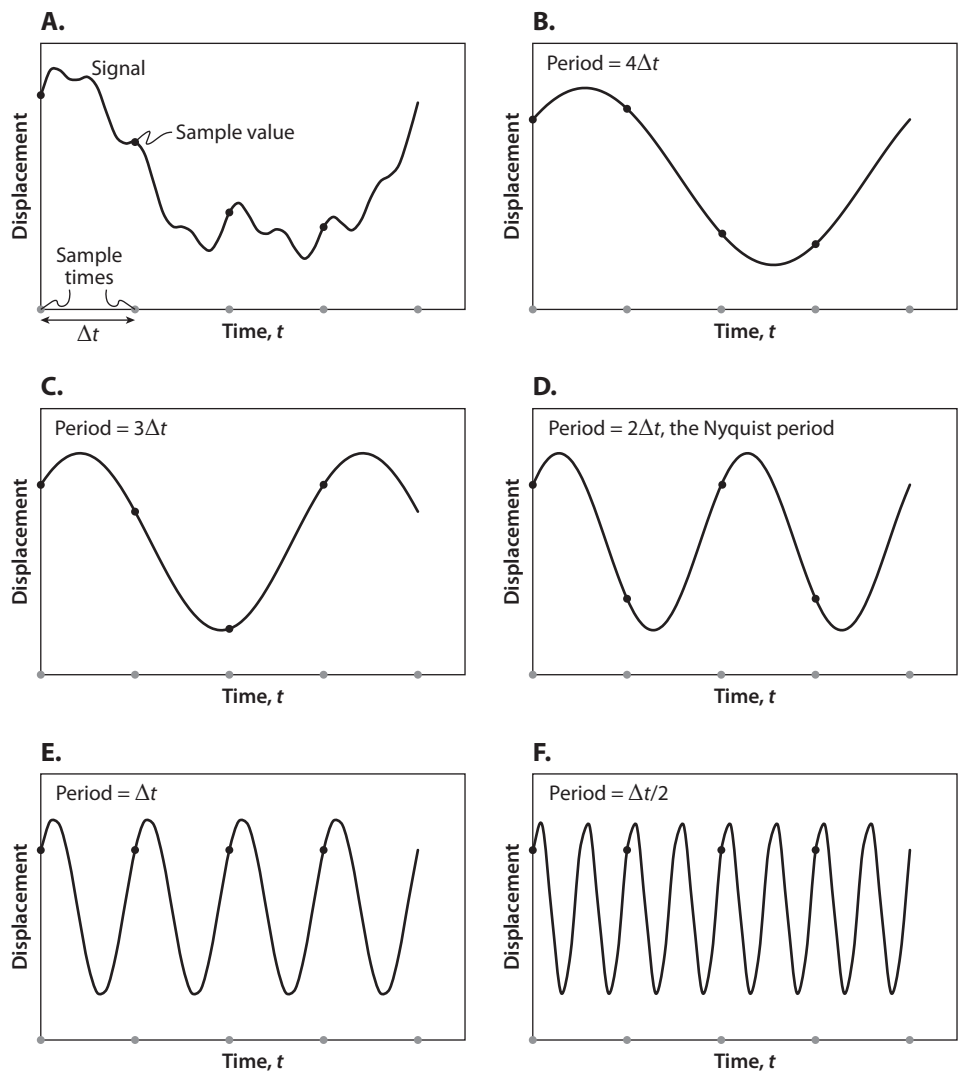 A.
Signal
Sample value
Sample
times
Δt
Displacement
Time, t
B.
Period = 4Δt
Displacement
Time, t
C.
Period = 3Δt
Displacement
Time, t
D.
Period = 2Δt, the Nyquist period
Displacement
Time, t
E.
Period = Δt
Displacement
Time, t
F.
Period = Δt/2
Displacement
Time, t